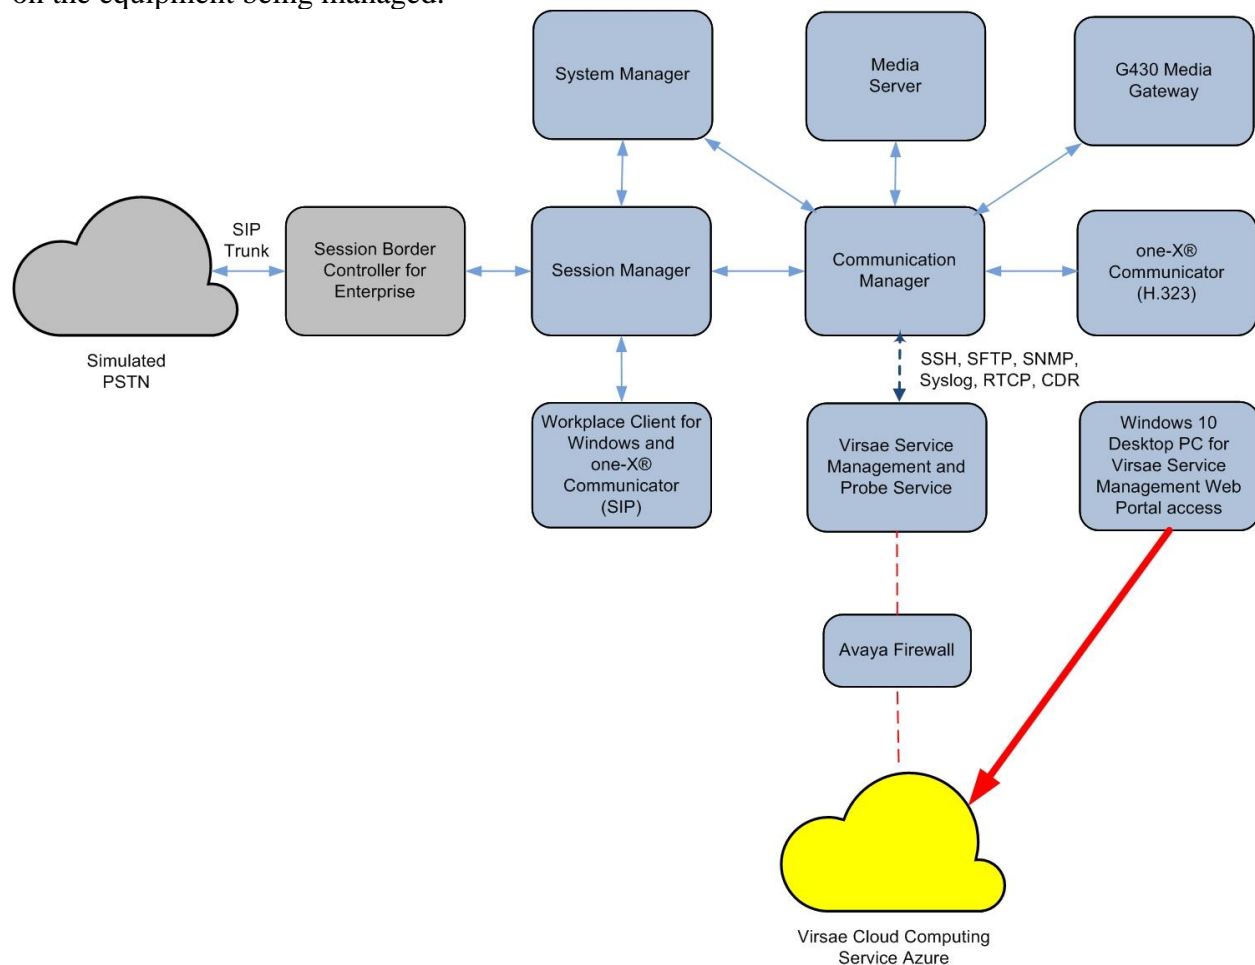 on the equipment being managed.
System Manager
Media
Server
G430 Media
Gateway
SIP
Trunk
Session Border
Controller for
Enterprise
Session Manager
Communication
Manager
one-X®
Communicator
(H.323)
Simulated
PSTN
SSH, SFTP, SNMP,
Syslog, RTCP, CDR
Workplace Client for
Windows and
one-X®
Communicator
(SIP)
Virsae Service
Management and
Probe Service
Windows 10
Desktop PC for
Virsae Service
Management Web
Portal access
Avaya Firewall
Virsae Cloud Computing
Service Azure